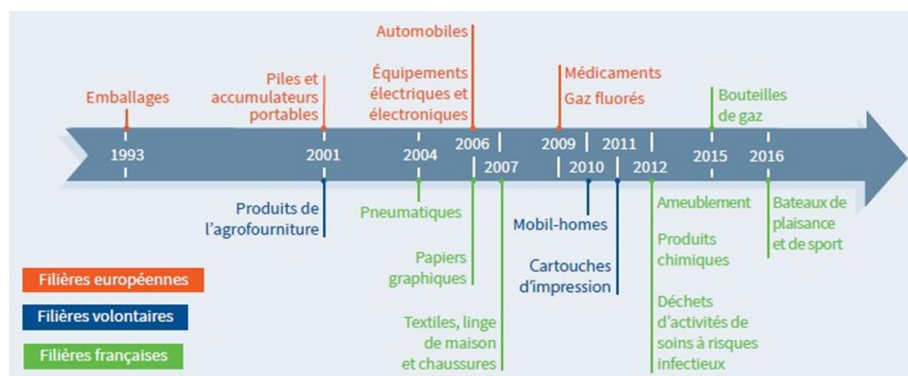 Automobiles
Équipements
électriques et
électroniques
Piles et
accumulateurs
portables
Emballages
Médicaments
Gaz fluorés
Bouteilles
de gaz
1993
2001
2004
2006
2007
2009
2010
2011
2012
2015
2016
Produits de
l'agrofourniture
Pneumatiques
Papiers
graphiques
Textiles, linge
de maison
et chaussures
Mobil-homes
Cartouches
d'impression
Ameublement
Produits
chimiques
Déchets
d'activités de
soins à risques
infectieux
Bateaux de
plaisance
et de sport
Filières européennes
Filières volontaires
Filières françaises